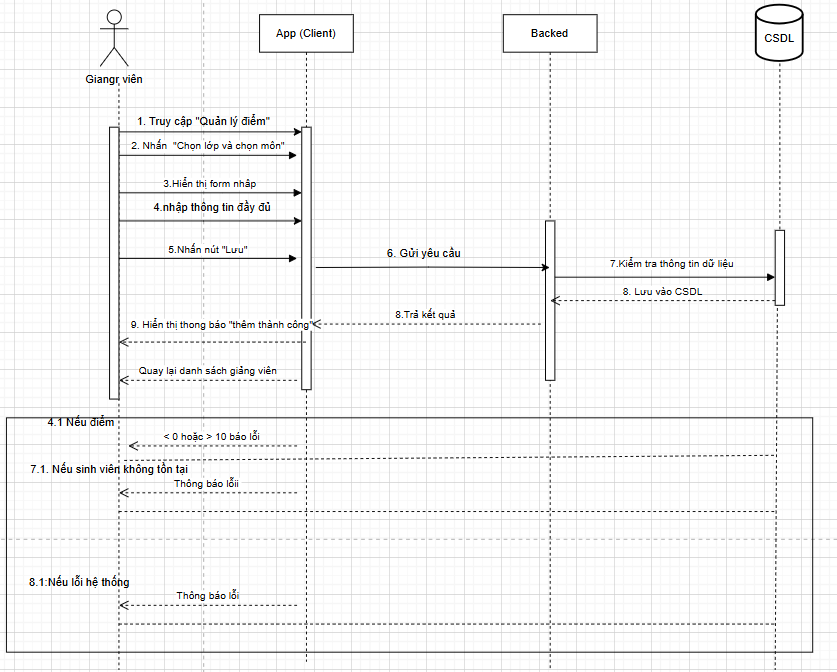 App (Client)
Backed
CSDL
Giangr viên
1. Truy cập "Quản lý điểm"
2. Nhấn "Chọn lớp và chọn môn"
3.Hiển thị form nhập
4.nhập thông tin đầy đủ
5.Nhấn nút "Lưu"
6. Gửi yêu cầu
7.Kiểm tra thông tin dữ liệu
8. Lưu vào CSDL
8.Trả kết quả
9. Hiển thị thong báo "thêm thành công"
Quay lại danh sách giảng viên
4.1 Nếu điểm
< 0 hoặc > 10 báo lỗi
7.1. Nếu sinh viên không tồn tại
Thông báo lỗii
8.1:Nếu lỗi hệ thống
Thông báo lỗi